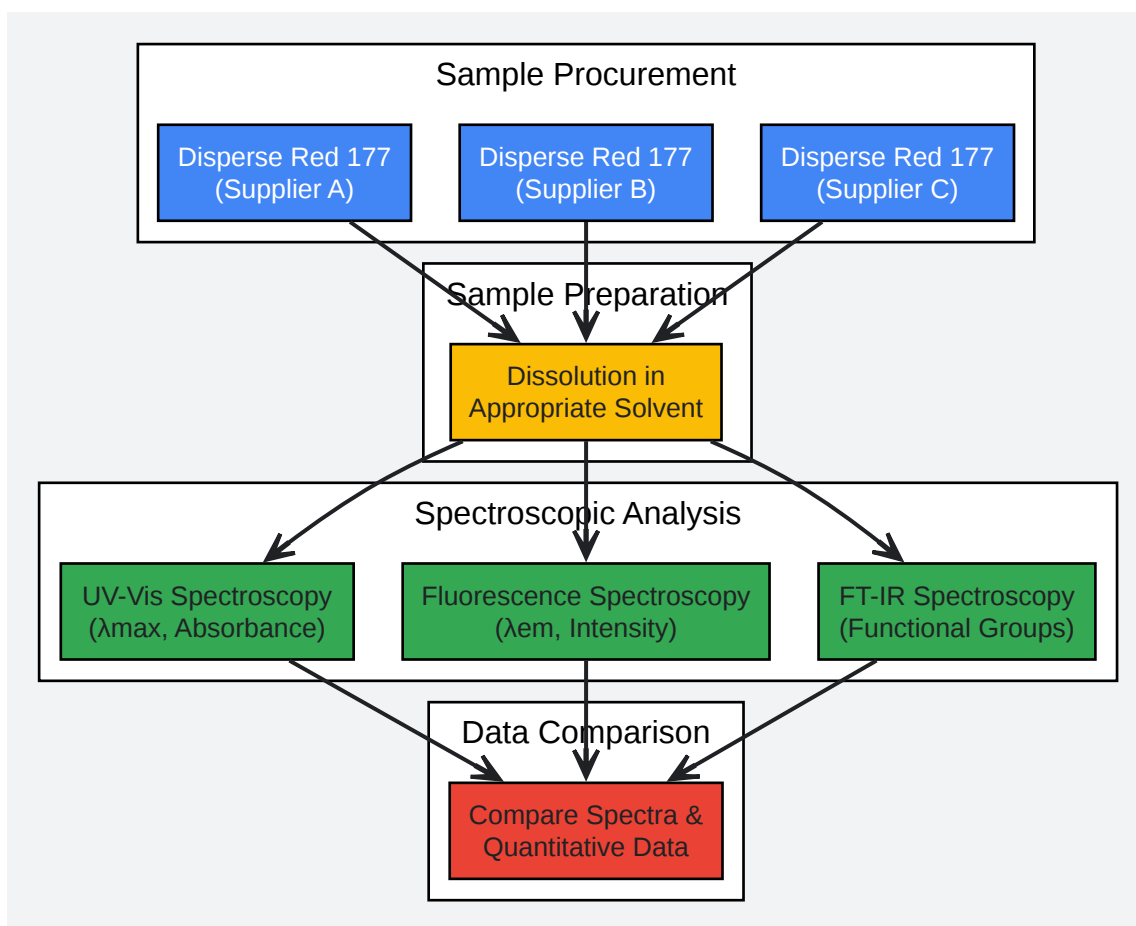 Sample Procurement
Disperse Red 177
(Supplier A)
Disperse Red 177
(Supplier B)
Disperse Red 177
(Supplier C)
Sample Preparation
Dissolution in
Appropriate Solvent
Spectroscopic Analysis
UV-Vis Spectroscopy
(λmax, Absorbance)
Fluorescence Spectroscopy
(λem, Intensity)
FT-IR Spectroscopy
(Functional Groups)
Data Comparison
Compare Spectra &
Quantitative Data